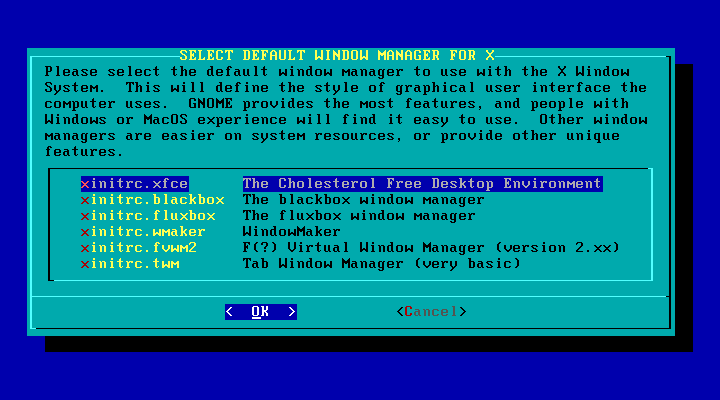 SELECT DEFAULT WINDOW MANAGER FOR X
Please select the default window manager to use with the X Window
System.  This will define the style of graphical user interface the
computer uses.  GNOME provides the most features, and people with
Windows or MacOS experience will find it easy to use.  Other window
managers are easier on system resources, or provide other unique
features.
xinitrc.xfce      The Cholesterol Free Desktop Environment
xinitrc.blackbox  The blackbox window manager
xinitrc.fluxbox   The fluxbox window manager
xinitrc.wmaker    WindowMaker
xinitrc.fvwm2     F(?) Virtual Window Manager (version 2.xx)
xinitrc.twm       Tab Window Manager (very basic)
<  OK  >           <Cancel>